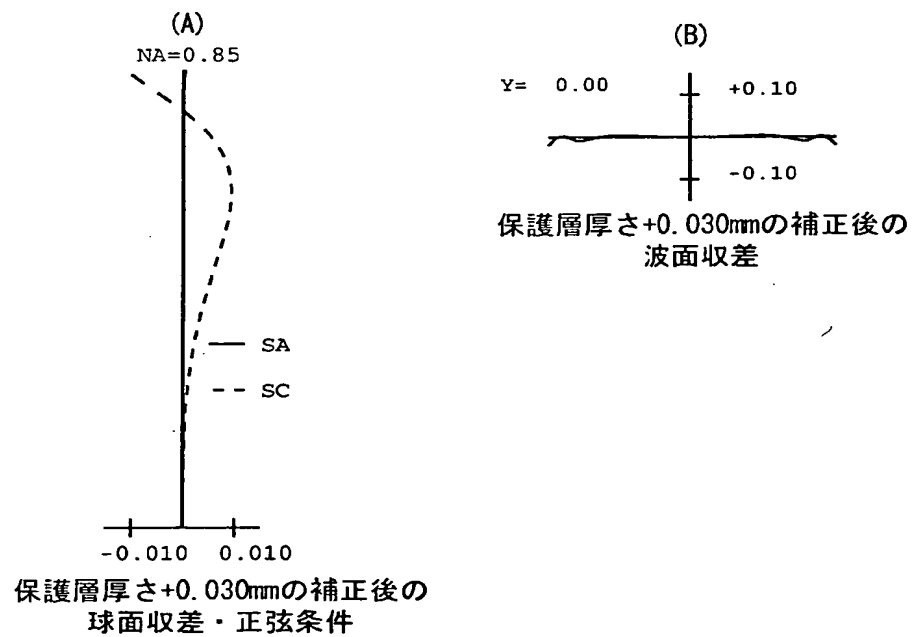 (A)
NA=0.85
SA
SC
-0.010 0.010
保護層厚さ+0.030mmの補正後の
球面収差・正弦条件
(B)
Y= 0.00
+0.10
-0.10
保護層厚さ+0.030mmの補正後の
波面収差